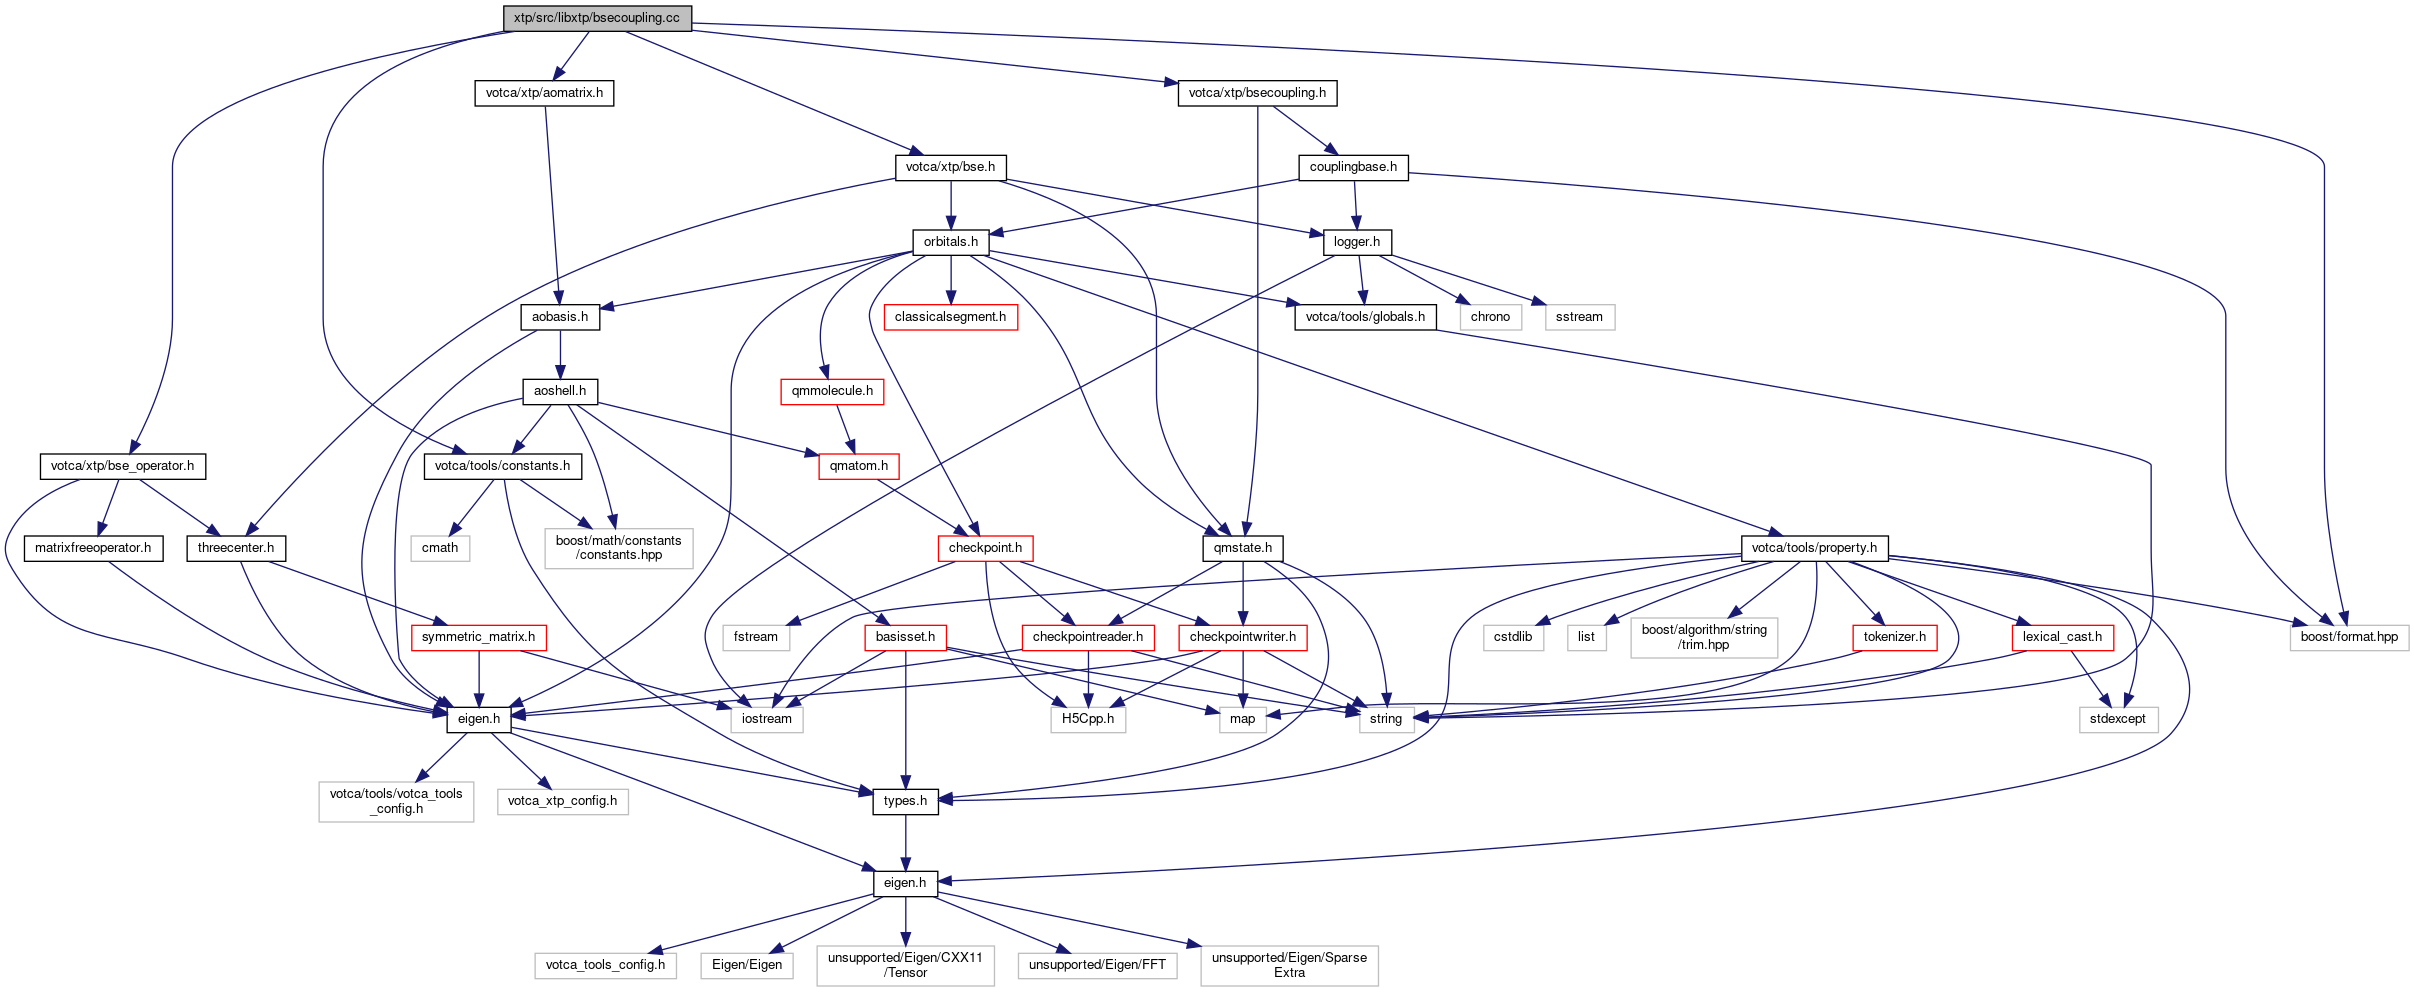 xtp/src/libxtp/bsecoupling.cc
votca/xtp/aomatrix.h
votca/xtp/bsecoupling.h
votca/xtp/bse.h
couplingbase.h
orbitals.h
logger.h
aobasis.h
classicalsegment.h
votca/tools/globals.h
chrono
sstream
aoshell.h
qmmolecule.h
votca/xtp/bse_operator.h
votca/tools/constants.h
qmatom.h
matrixfreeoperator.h
threecenter.h
cmath
boost/math/constants
/constants.hpp
checkpoint.h
qmstate.h
votca/tools/property.h
symmetric_matrix.h
fstream
basisset.h
checkpointreader.h
checkpointwriter.h
cstdlib
list
boost/algorithm/string
/trim.hpp
tokenizer.h
lexical_cast.h
boost/format.hpp
eigen.h
iostream
H5Cpp.h
map
string
stdexcept
votca/tools/votca_tools
_config.h
votca_xtp_config.h
types.h
eigen.h
votca_tools_config.h
Eigen/Eigen
unsupported/Eigen/CXX11
/Tensor
unsupported/Eigen/FFT
unsupported/Eigen/Sparse
Extra